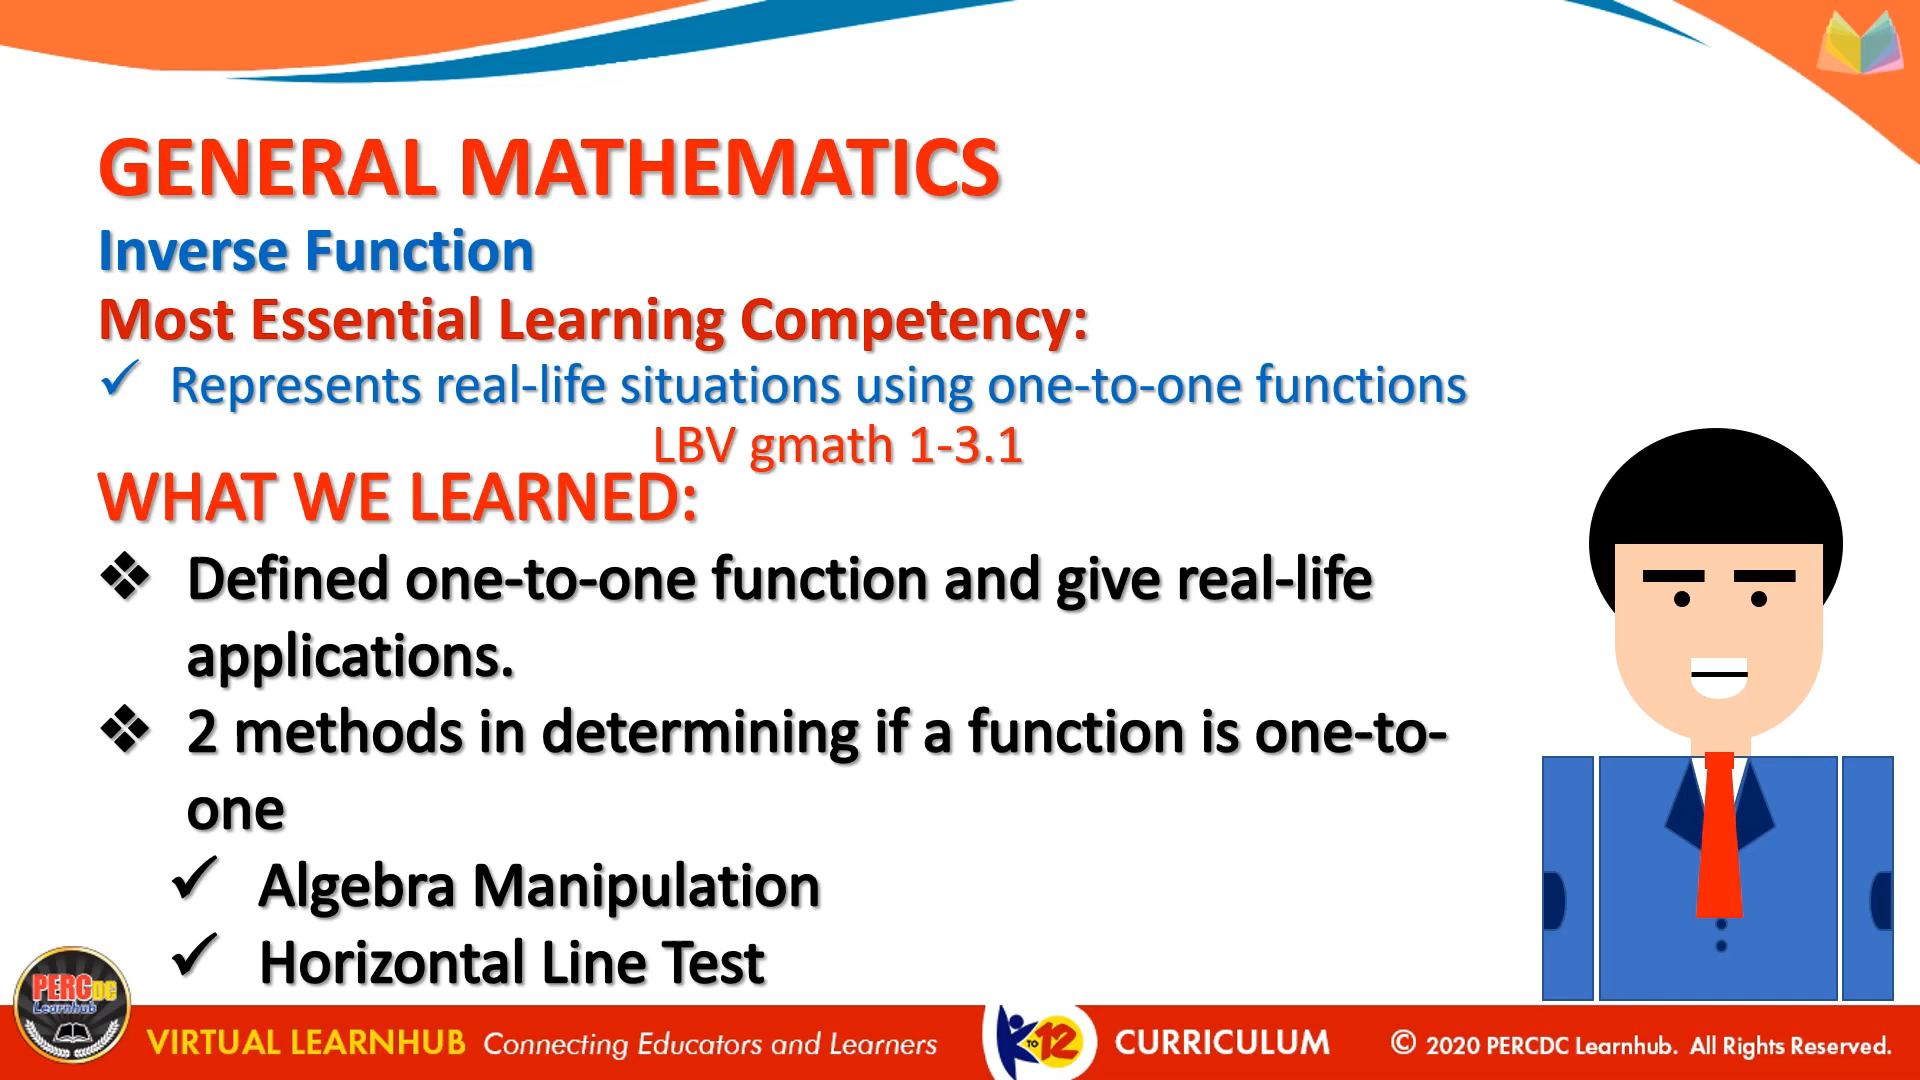 GENERAL MATHEMATICS
Inverse Function
Most Essential Learning Competency:
✓ Represents real-life situations using one-to-one functions
LBV gmath 1-3.1
WHAT WE LEARNED:
❖ Defined one-to-one function and give real-life
applications.
❖ 2 methods in determining if a function is one-to-
one
✓ Algebra Manipulation
✓ Horizontal Line Test
PERCDC
Learnhub
VIRTUAL LEARNHUB Connecting Educators and Learners
K TO 12 CURRICULUM
© 2020 PERCDC Learnhub. All Rights Reserved.